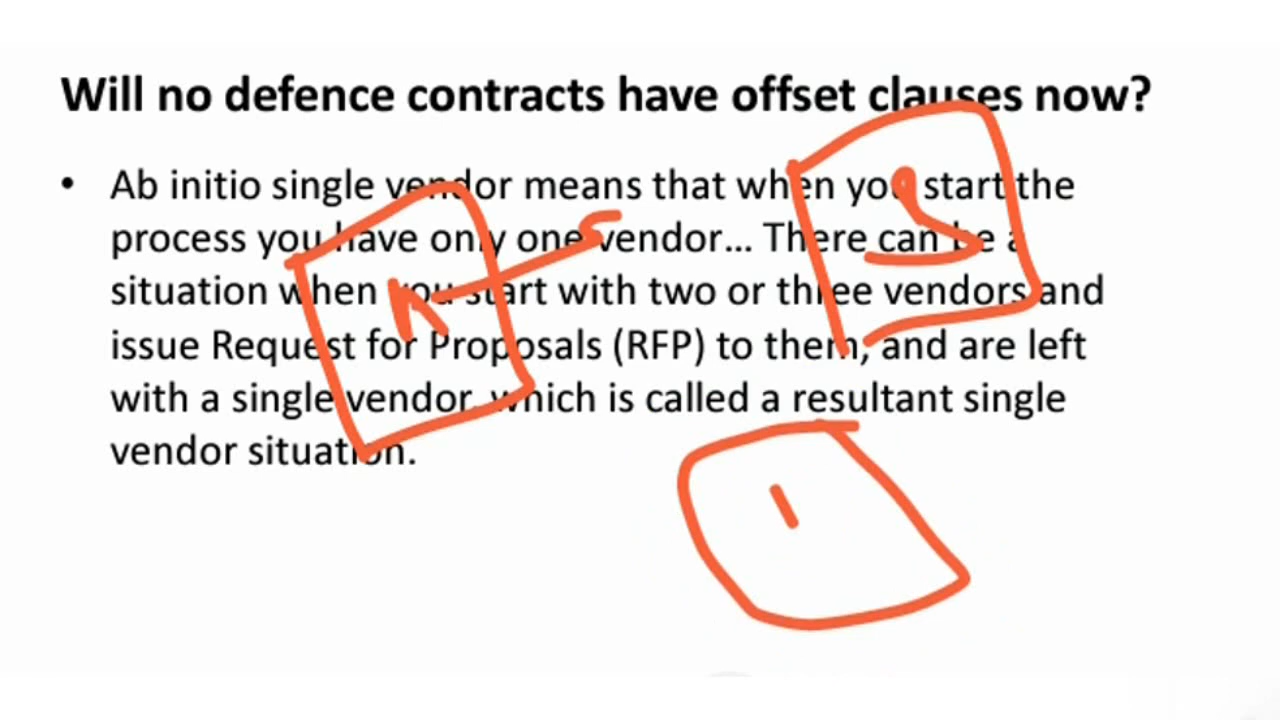 Will no defence contracts have offset clauses now?
• Ab initio single vendor means that when you start the
process you have only one vendor... There can be a
situation when you start with two or three vendors and
issue Request for Proposals (RFP) to them, and are left
with a single vendor, which is called a resultant single
vendor situation.